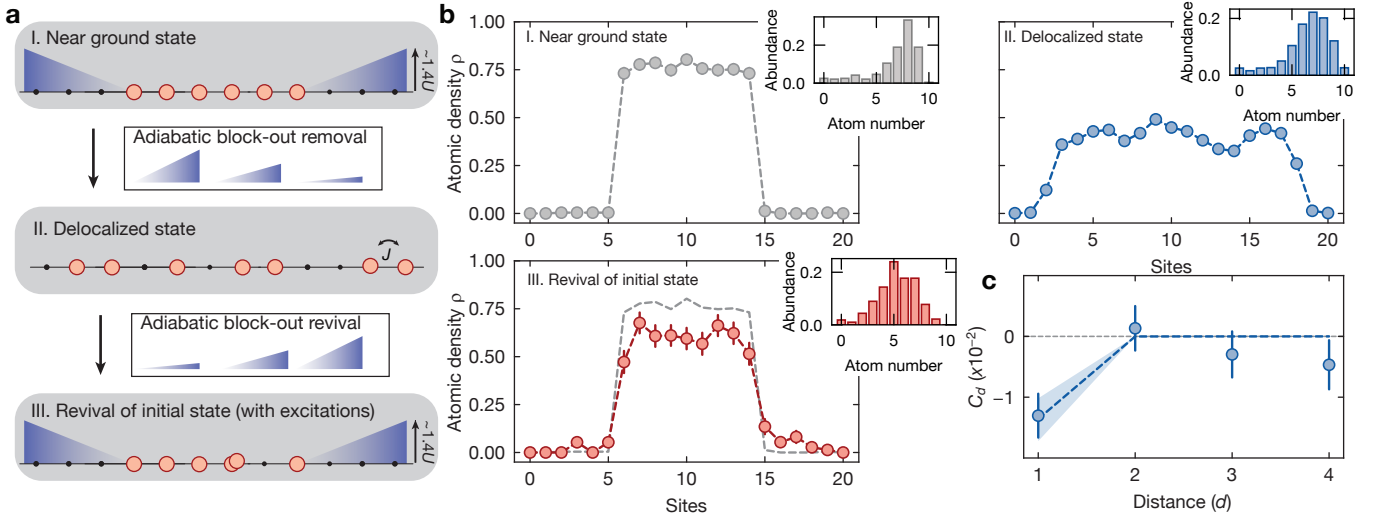 a
I. Near ground state
~1.4U
Adiabatic block-out removal
II. Delocalized state
J
Adiabatic block-out revival
III. Revival of initial state (with excitations)
~1.4U
b
Atomic density ρ
1.00
0.75
0.50
0.25
0.00
I. Near ground state
0 5 10 15 20
Abundance
0.2
0.0
0 5 10
Atom number
II. Delocalized state
0 5 10 15 20
Sites
Abundance
0.2
0.0
0 5 10
Atom number
Atomic density ρ
1.00
0.75
0.50
0.25
0.00
III. Revival of initial state
0 5 10 15 20
Sites
Abundance
0.2
0.0
0 5 10
Atom number
c
C_d (x10⁻²)
0
−1
1 2 3 4
Distance (d)